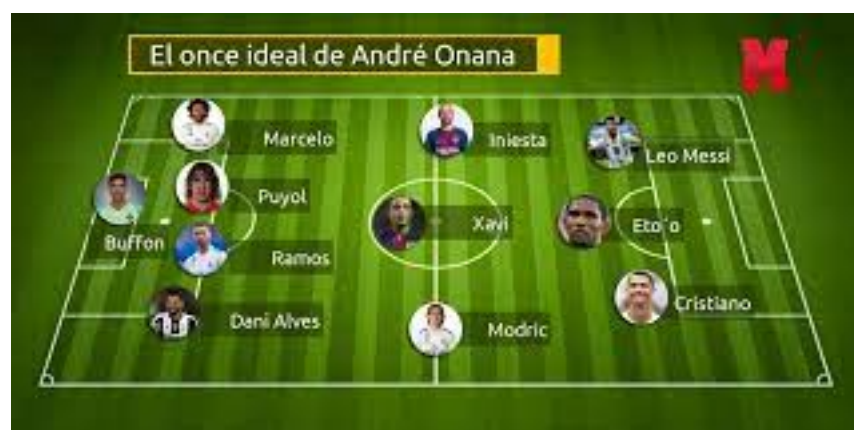 El once ideal de André Onana
M
Marcelo
Iniesta
Leo Messi
Puyol
Buffon
Xavi
Eto´o
Ramos
Cristiano
Dani Alves
Modric